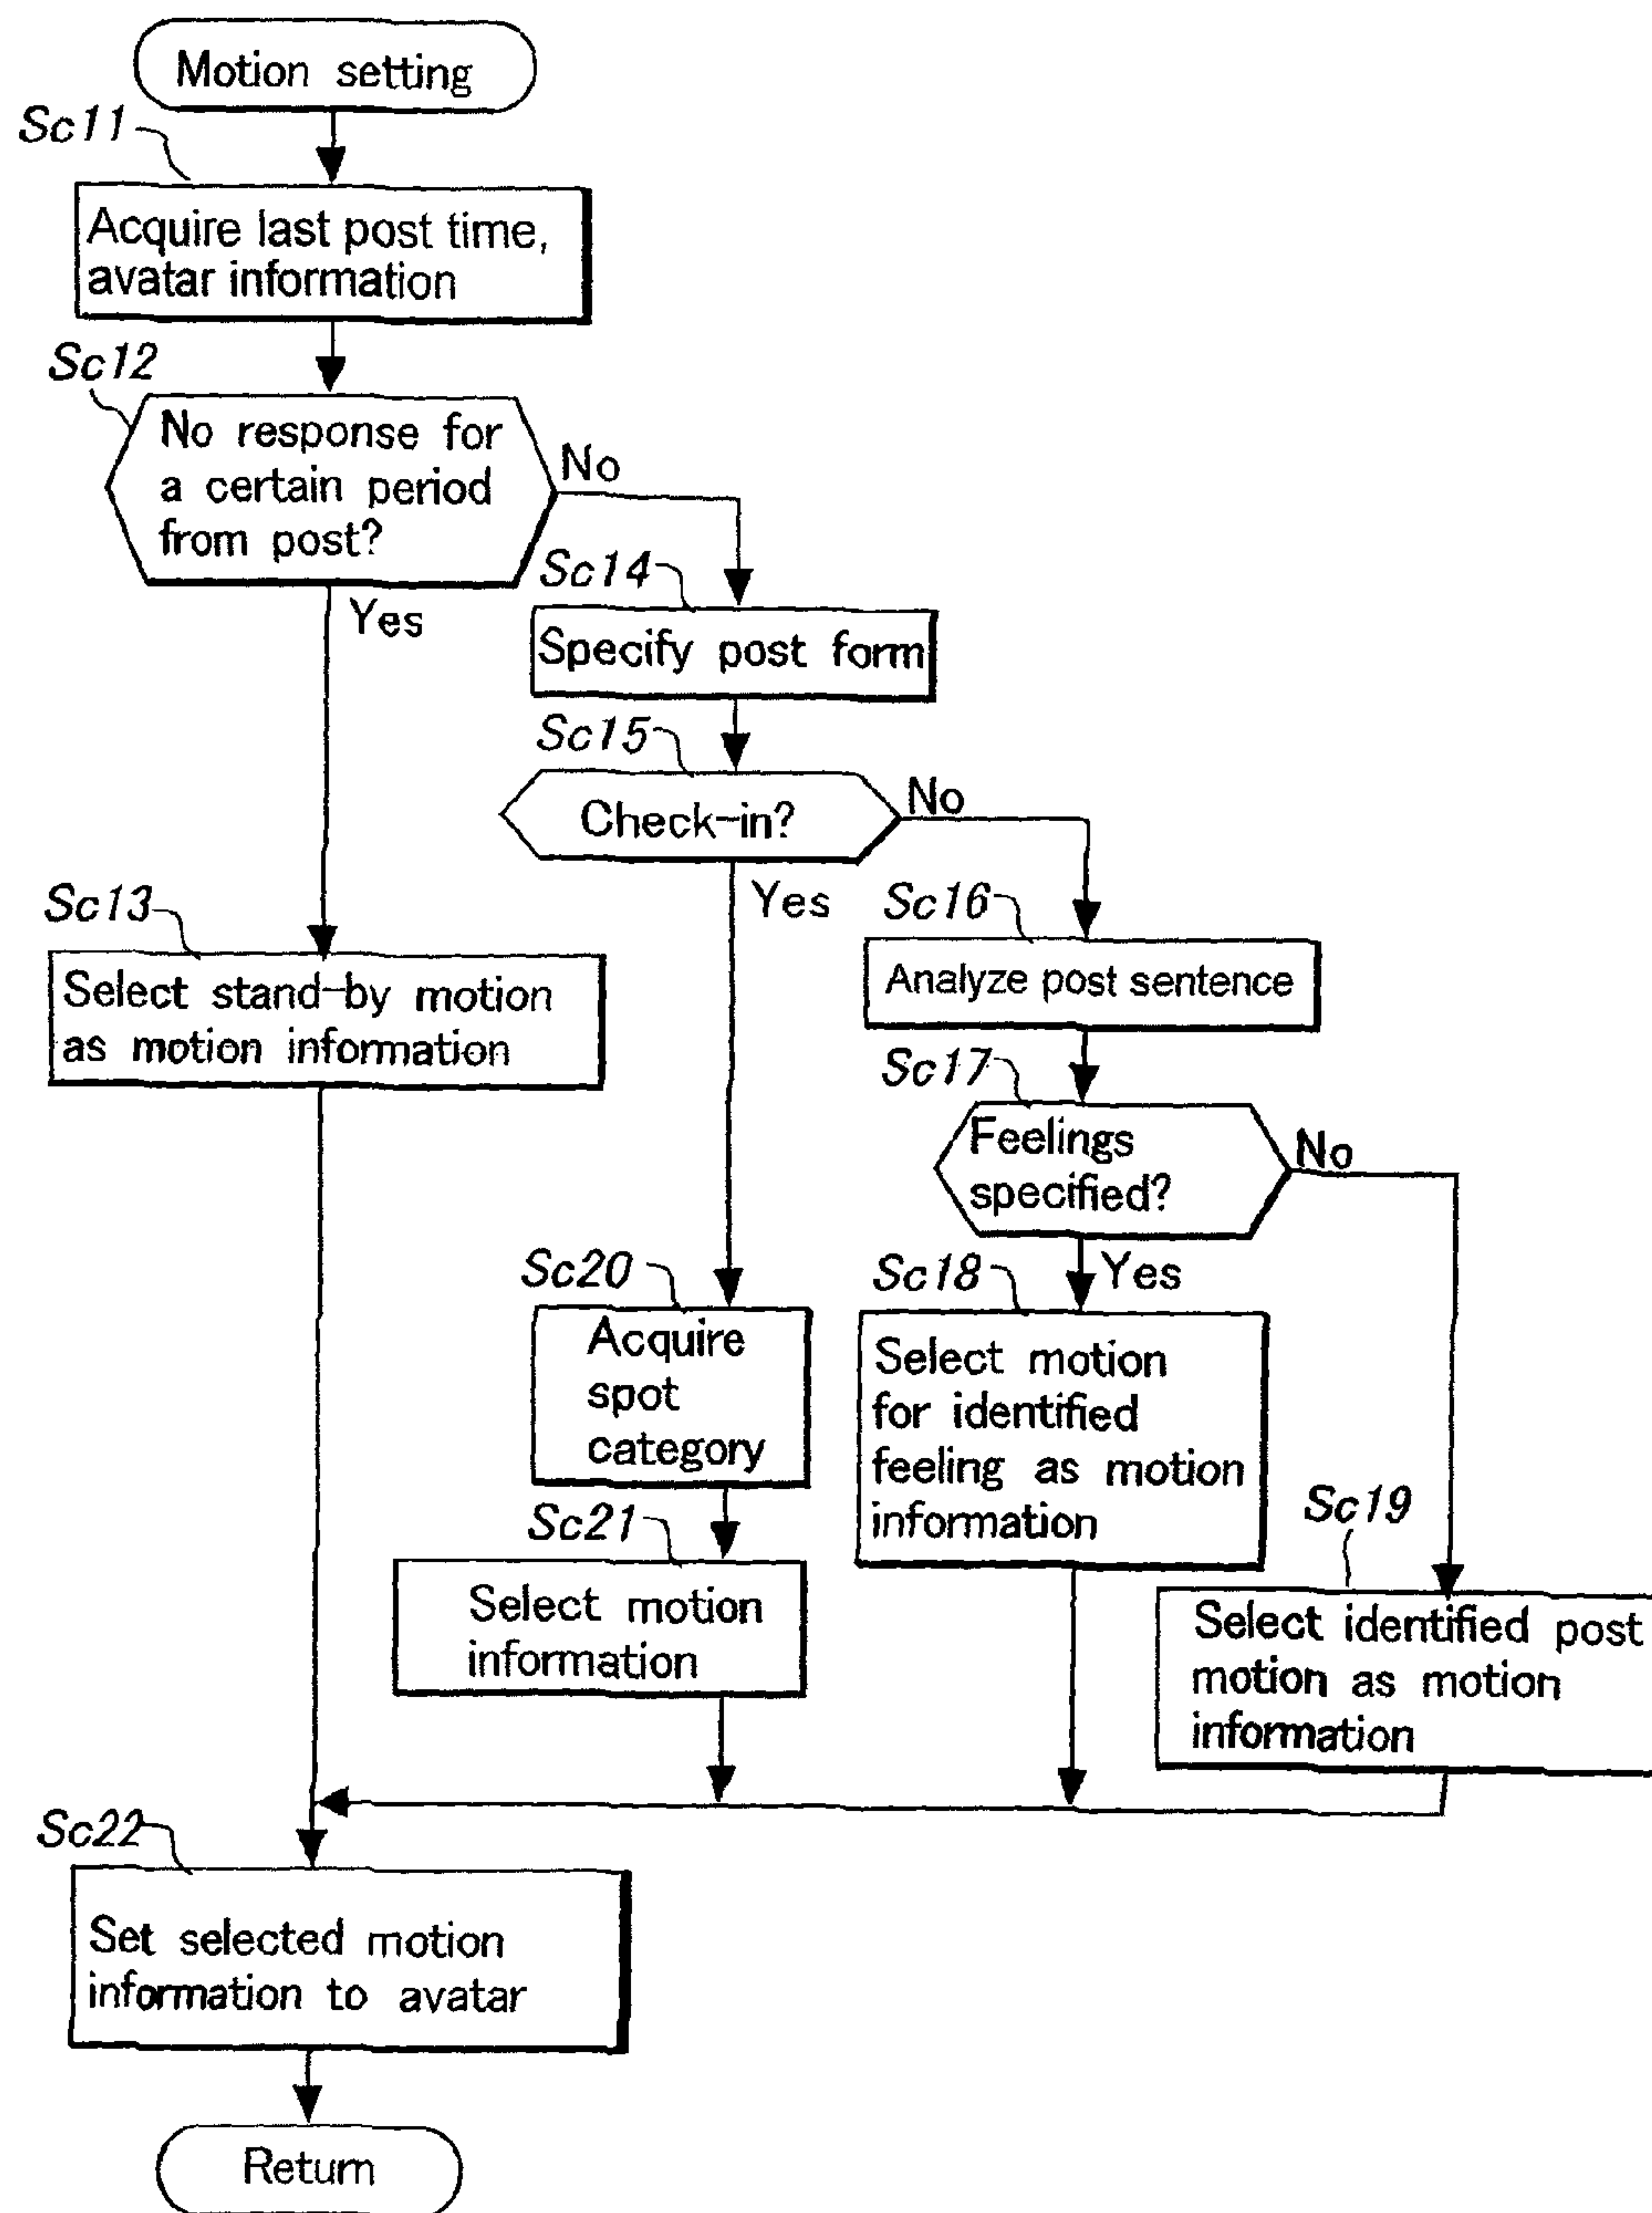 Motion setting
Sc11
Acquire last post time,
avatar information
Sc12
No response for
a certain period
from post?
No
Yes
Sc14
Specify post form
Sc15
Check-in?
No
Yes
Sc13
Select stand-by motion
as motion information
Sc16
Analyze post sentence
Sc17
Feelings
specified?
No
Yes
Sc20
Acquire
spot
category
Sc18
Select motion
for identified
feeling as motion
information
Sc21
Select motion
information
Sc19
Select identified post
motion as motion
information
Sc22
Set selected motion
information to avatar
Return